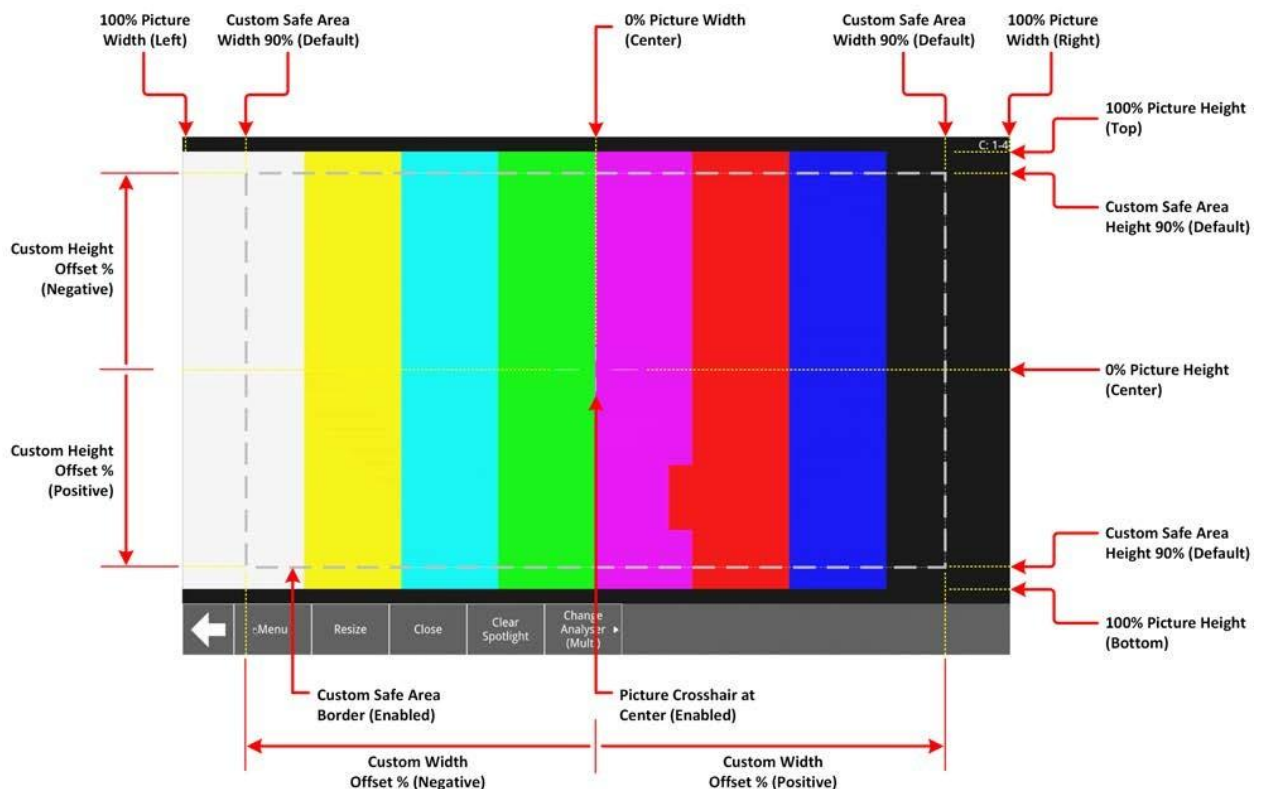 100% Picture
Width (Left)
Custom Safe Area
Width 90% (Default)
0% Picture Width
(Center)
Custom Safe Area
Width 90% (Default)
100% Picture
Width (Right)
100% Picture Height
(Top)
C: 1-4
Custom Safe Area
Height 90% (Default)
Custom Height
Offset %
(Negative)
0% Picture Height
(Center)
Custom Height
Offset %
(Positive)
Custom Safe Area
Height 90% (Default)
100% Picture Height
(Bottom)
Menu
Resize
Close
Clear
Spotlight
Change
Analyser
(Mult)
Custom Safe Area
Border (Enabled)
Picture Crosshair at
Center (Enabled)
Custom Width
Offset % (Negative)
Custom Width
Offset % (Positive)